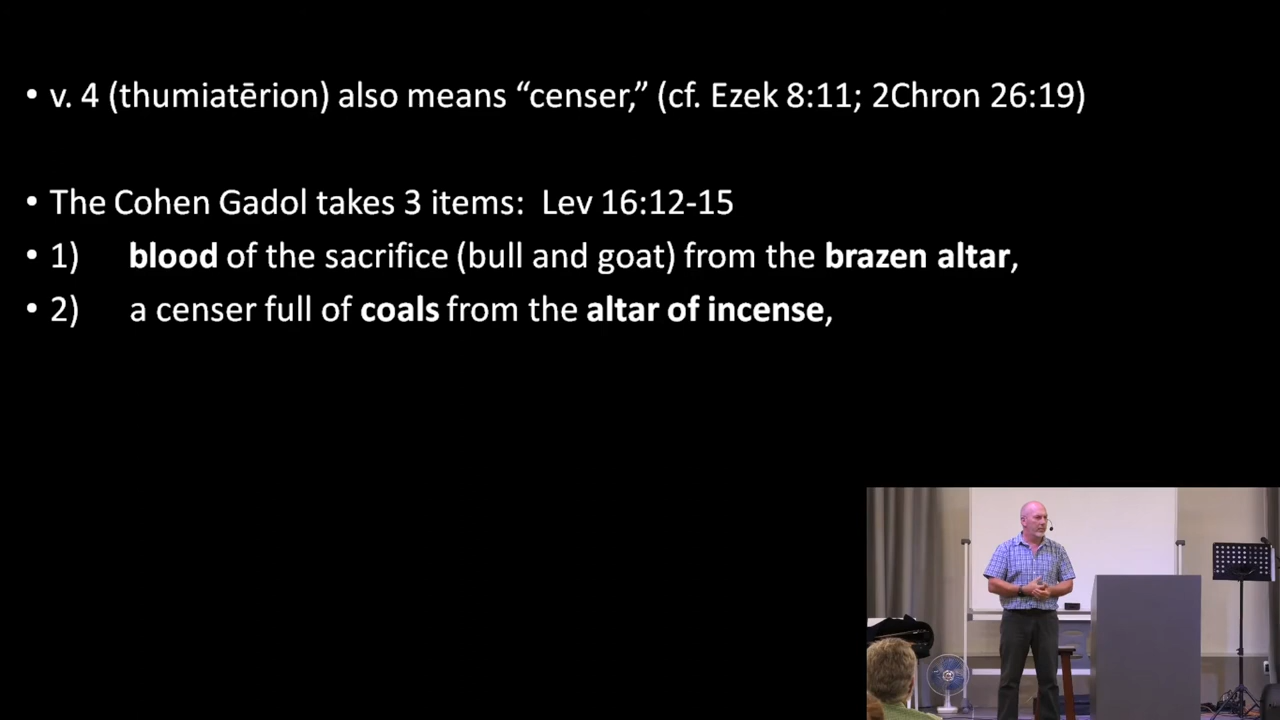 • v. 4 (thumiatērion) also means “censer,” (cf. Ezek 8:11; 2Chron 26:19)
• The Cohen Gadol takes 3 items: Lev 16:12-15
• 1) blood of the sacrifice (bull and goat) from the brazen altar,
• 2) a censer full of coals from the altar of incense,